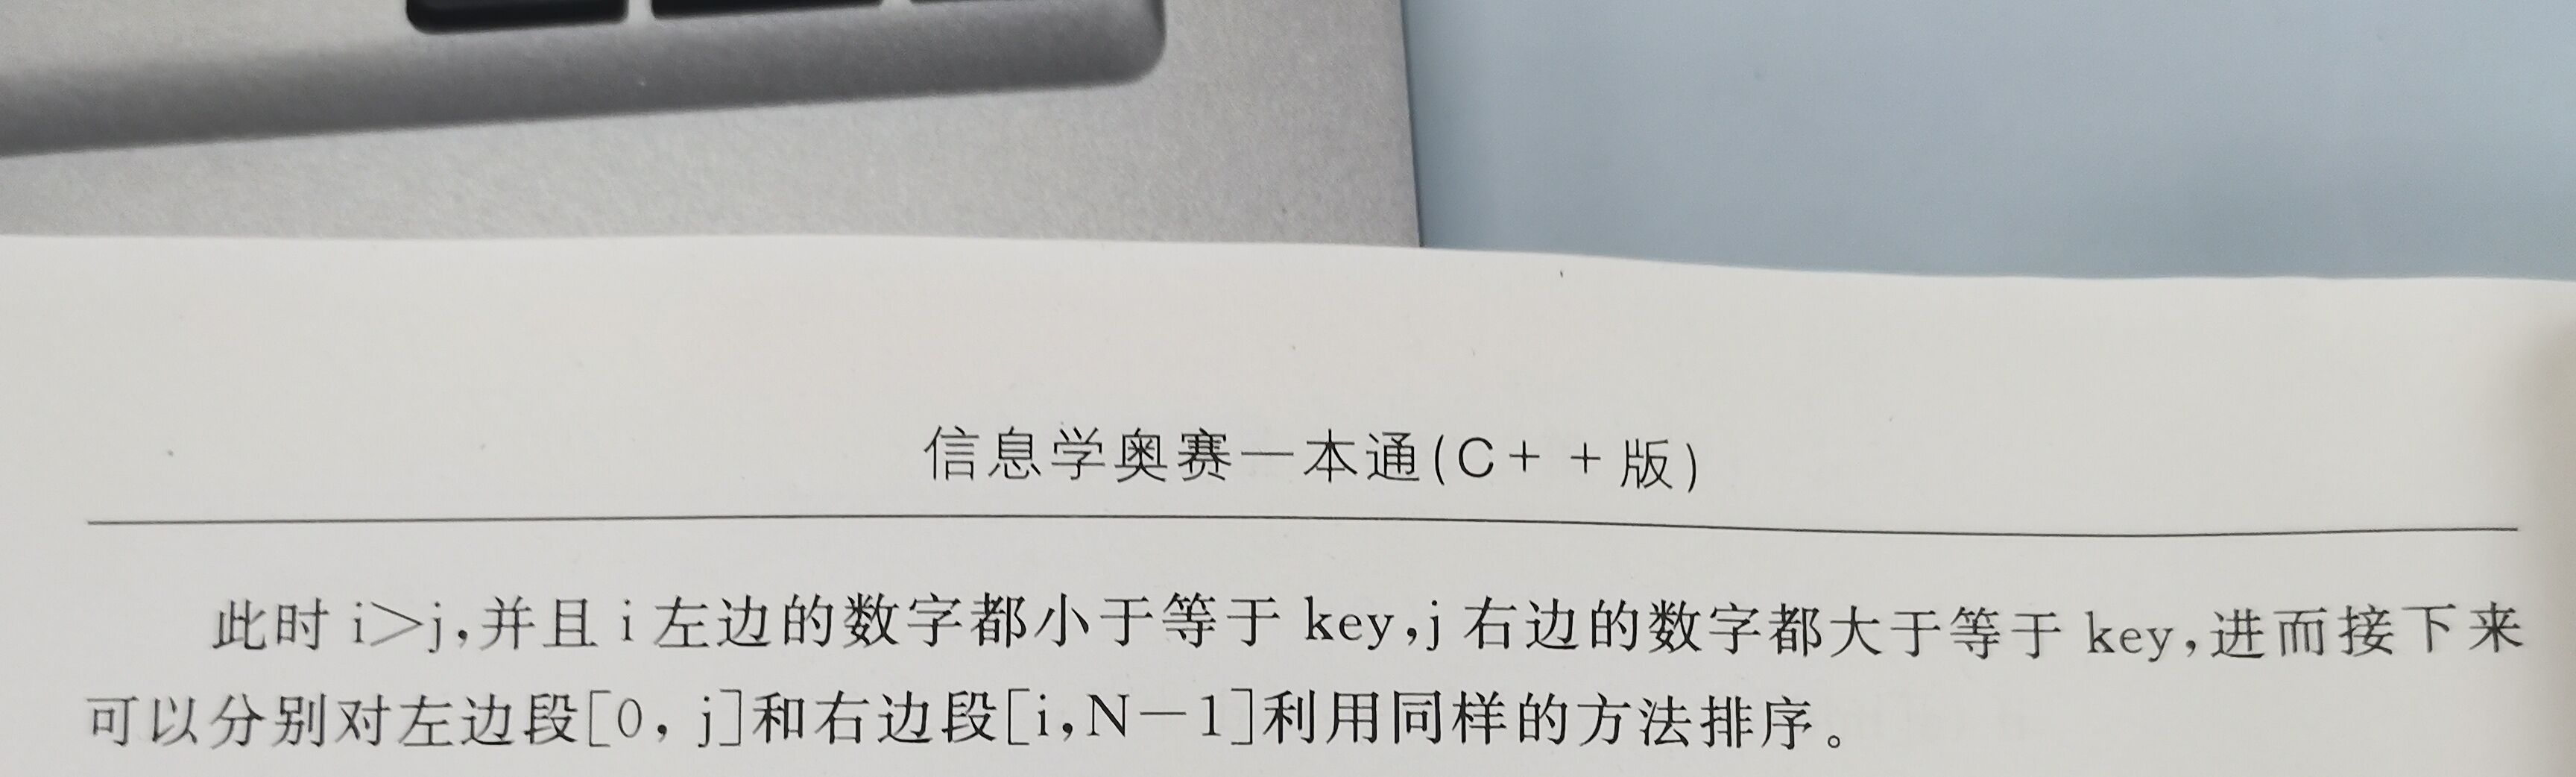 信息学奥赛一本通(C++版)
此时i>j,并且i左边的数字都小于等于key,j右边的数字都大于等于key,进而接下来
可以分别对左边段[0, j]和右边段[i,N-1]利用同样的方法排序。